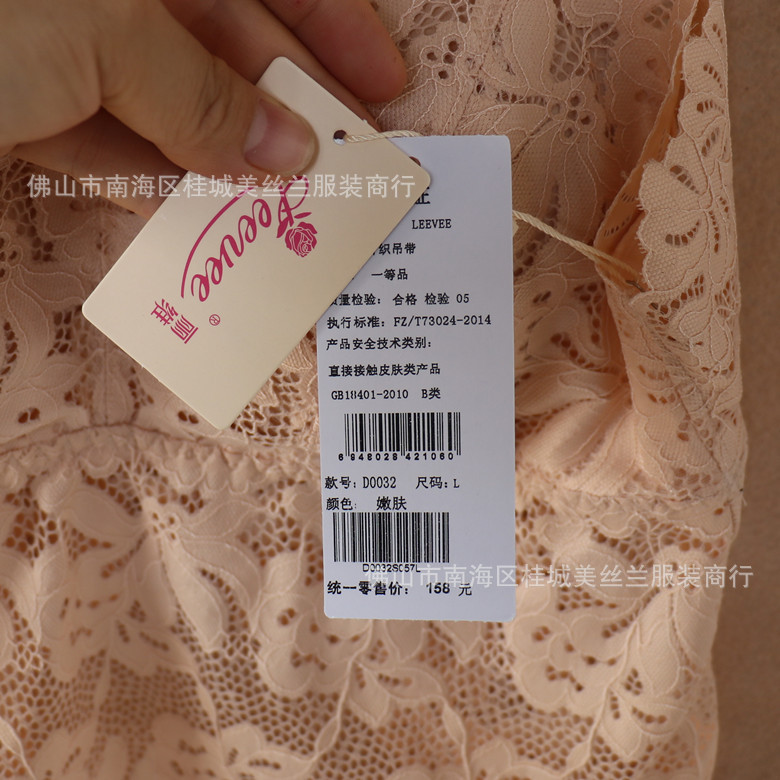 佛山市南海区桂城美丝兰服装商行
Leevee
®
丽维
证
LEEVEE
织吊带
一等品
质量检验: 合格 检验 05
执行标准: FZ/T73024-2014
产品安全技术类别:
直接接触皮肤类产品
GB18401-2010 B类
6948028421060
款号: D0032 尺码: L
颜色: 嫩肤
D0032S057L
佛山市南海区桂城美丝兰服装商行
统一零售价: 158 元